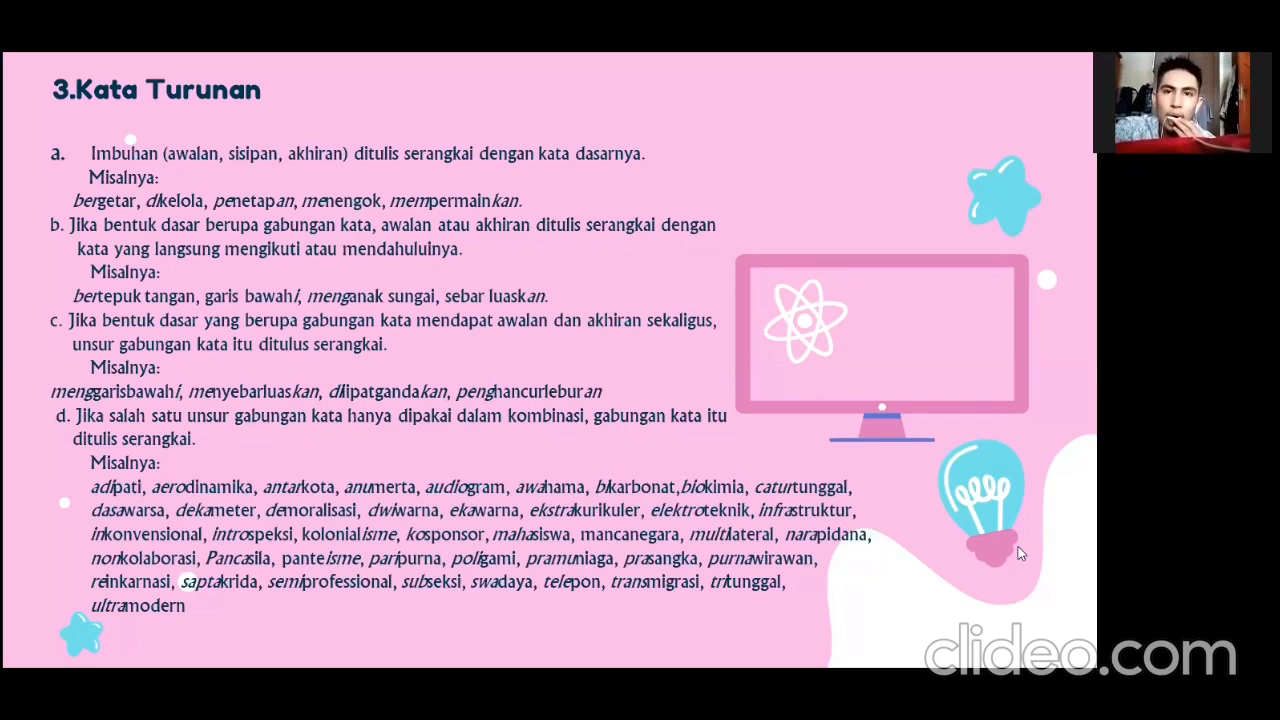 3.Kata Turunan
a. Imbuhan (awalan, sisipan, akhiran) ditulis serangkai dengan kata dasarnya.
Misalnya:
bergetar, dikelola, penetapan, menengok, mempermainkan.
b. Jika bentuk dasar berupa gabungan kata, awalan atau akhiran ditulis serangkai dengan
kata yang langsung mengikuti atau mendahuluinya.
Misalnya:
bertepuk tangan, garis bawahi, menganak sungai, sebar luaskan.
c. Jika bentuk dasar yang berupa gabungan kata mendapat awalan dan akhiran sekaligus,
unsur gabungan kata itu ditulus serangkai.
Misalnya:
menggarisbawahi, menyebarluaskan, dilipatgandakan, penghancurleburan
d. Jika salah satu unsur gabungan kata hanya dipakai dalam kombinasi, gabungan kata itu
ditulis serangkai.
Misalnya:
adipati, aerodinamika, antarkota, anumerta, audiogram, awahama, bikarbonat,biokimia, caturtunggal,
dasawarsa, dekameter, demoralisasi, dwiwarna, ekawarna, ekstrakurikuler, elektroteknik, infrastruktur,
inkonvensional, introspeksi, kolonialisme, kosponsor, mahasiswa, mancanegara, multilateral, narapidana,
nonkolaborasi, Pancasila, panteisme, paripurna, poligami, pramuniaga, prasangka, purnawirawan,
reinkarnasi, saptakrida, semiprofessional, subseksi, swadaya, telepon, transmigrasi, tritunggal,
ultramodern
clideo.com